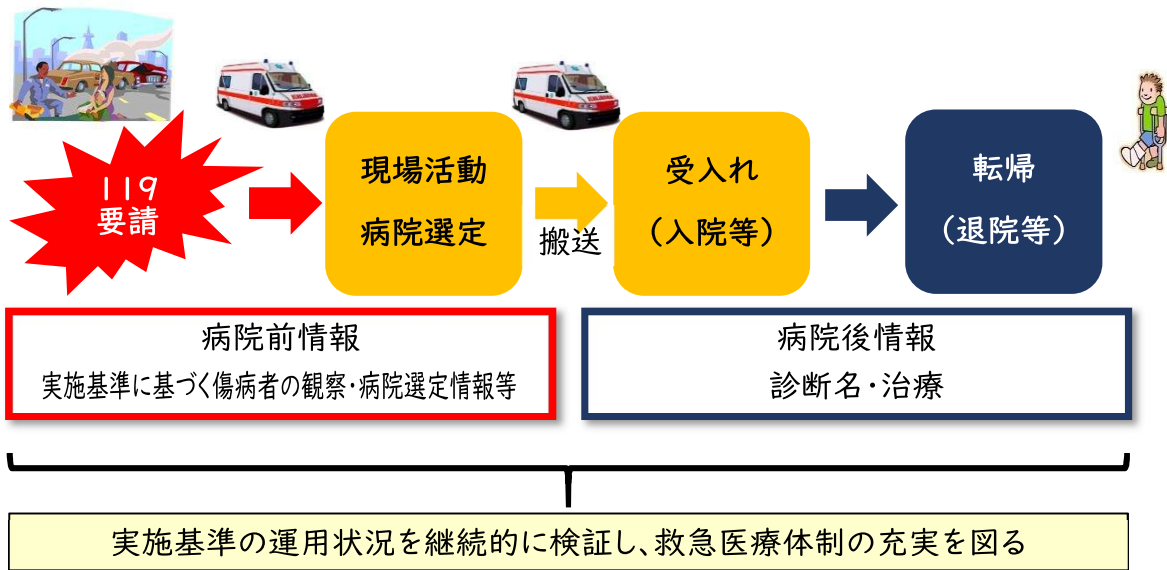 119
要請
現場活動
病院選定
搬送
受入れ
(入院等)
転帰
(退院等)
病院前情報
実施基準に基づく傷病者の観察・病院選定情報等
病院後情報
診断名・治療
実施基準の運用状況を継続的に検証し、救急医療体制の充実を図る